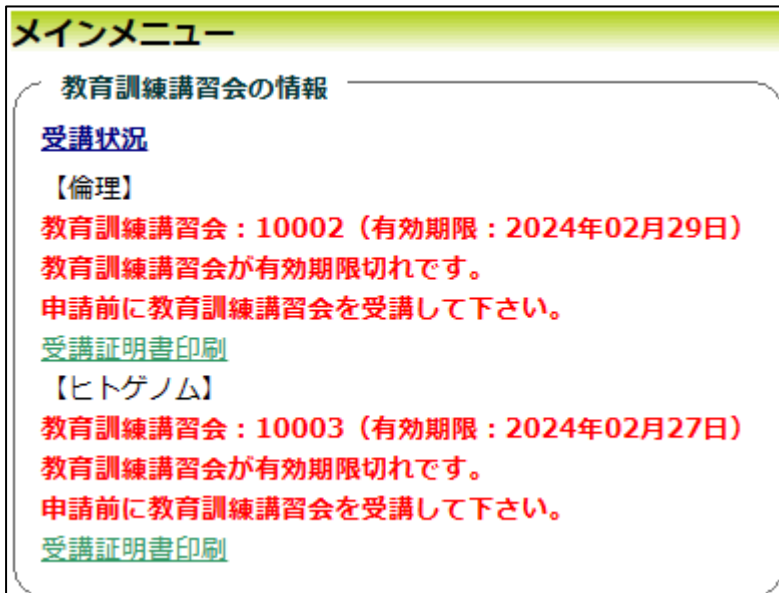 メインメニュー
教育訓練講習会の情報
受講状況
【倫理】
教育訓練講習会：10002（有効期限：2024年02月29日）
教育訓練講習会が有効期限切れです。
申請前に教育訓練講習会を受講して下さい。
受講証明書印刷
【ヒトゲノム】
教育訓練講習会：10003（有効期限：2024年02月27日）
教育訓練講習会が有効期限切れです。
申請前に教育訓練講習会を受講して下さい。
受講証明書印刷